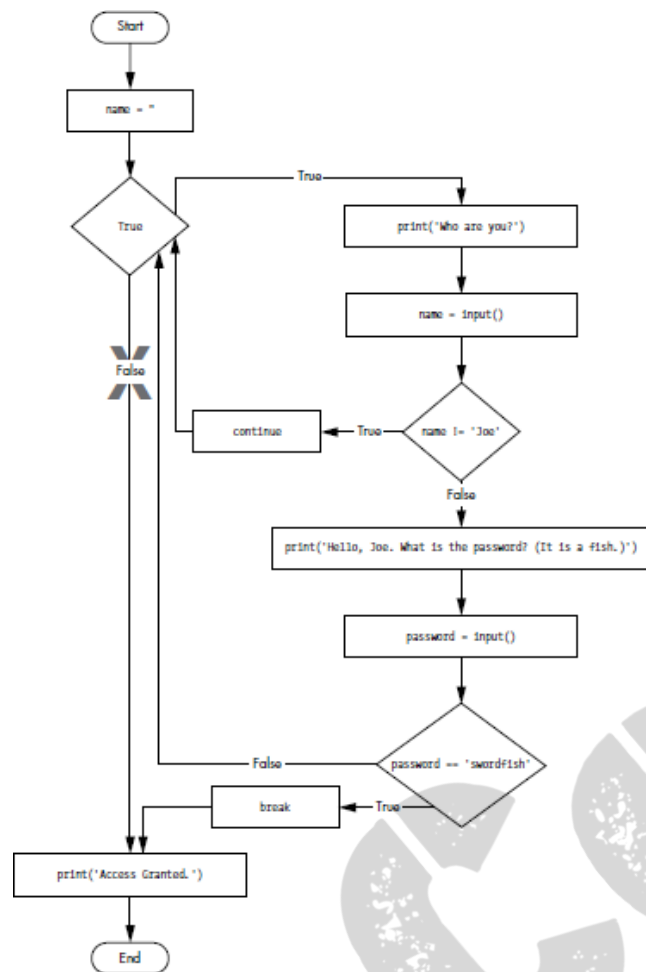 Start
name = ''
True
True
print('Who are you?')
name = input()
False
continue
True
name != 'Joe'
False
print('Hello, Joe. What is the password? (It is a fish.)')
password = input()
False
password == 'swordfish'
break
True
print('Access Granted.')
End